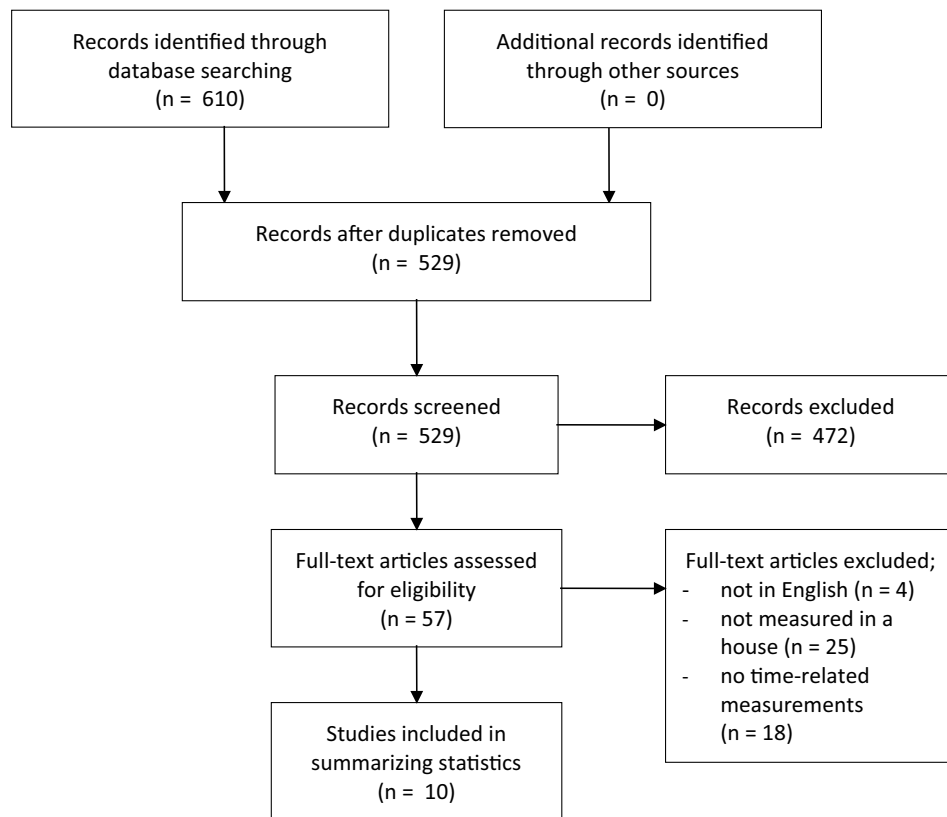 Records identified through
database searching
(n = 610)
Additional records identified
through other sources
(n = 0)
Records after duplicates removed
(n = 529)
Records screened
(n = 529)
Records excluded
(n = 472)
Full-text articles assessed
for eligibility
(n = 57)
Full-text articles excluded;
- not in English (n = 4)
- not measured in a
house (n = 25)
- no time-related
measurements
(n = 18)
Studies included in
summarizing statistics
(n = 10)